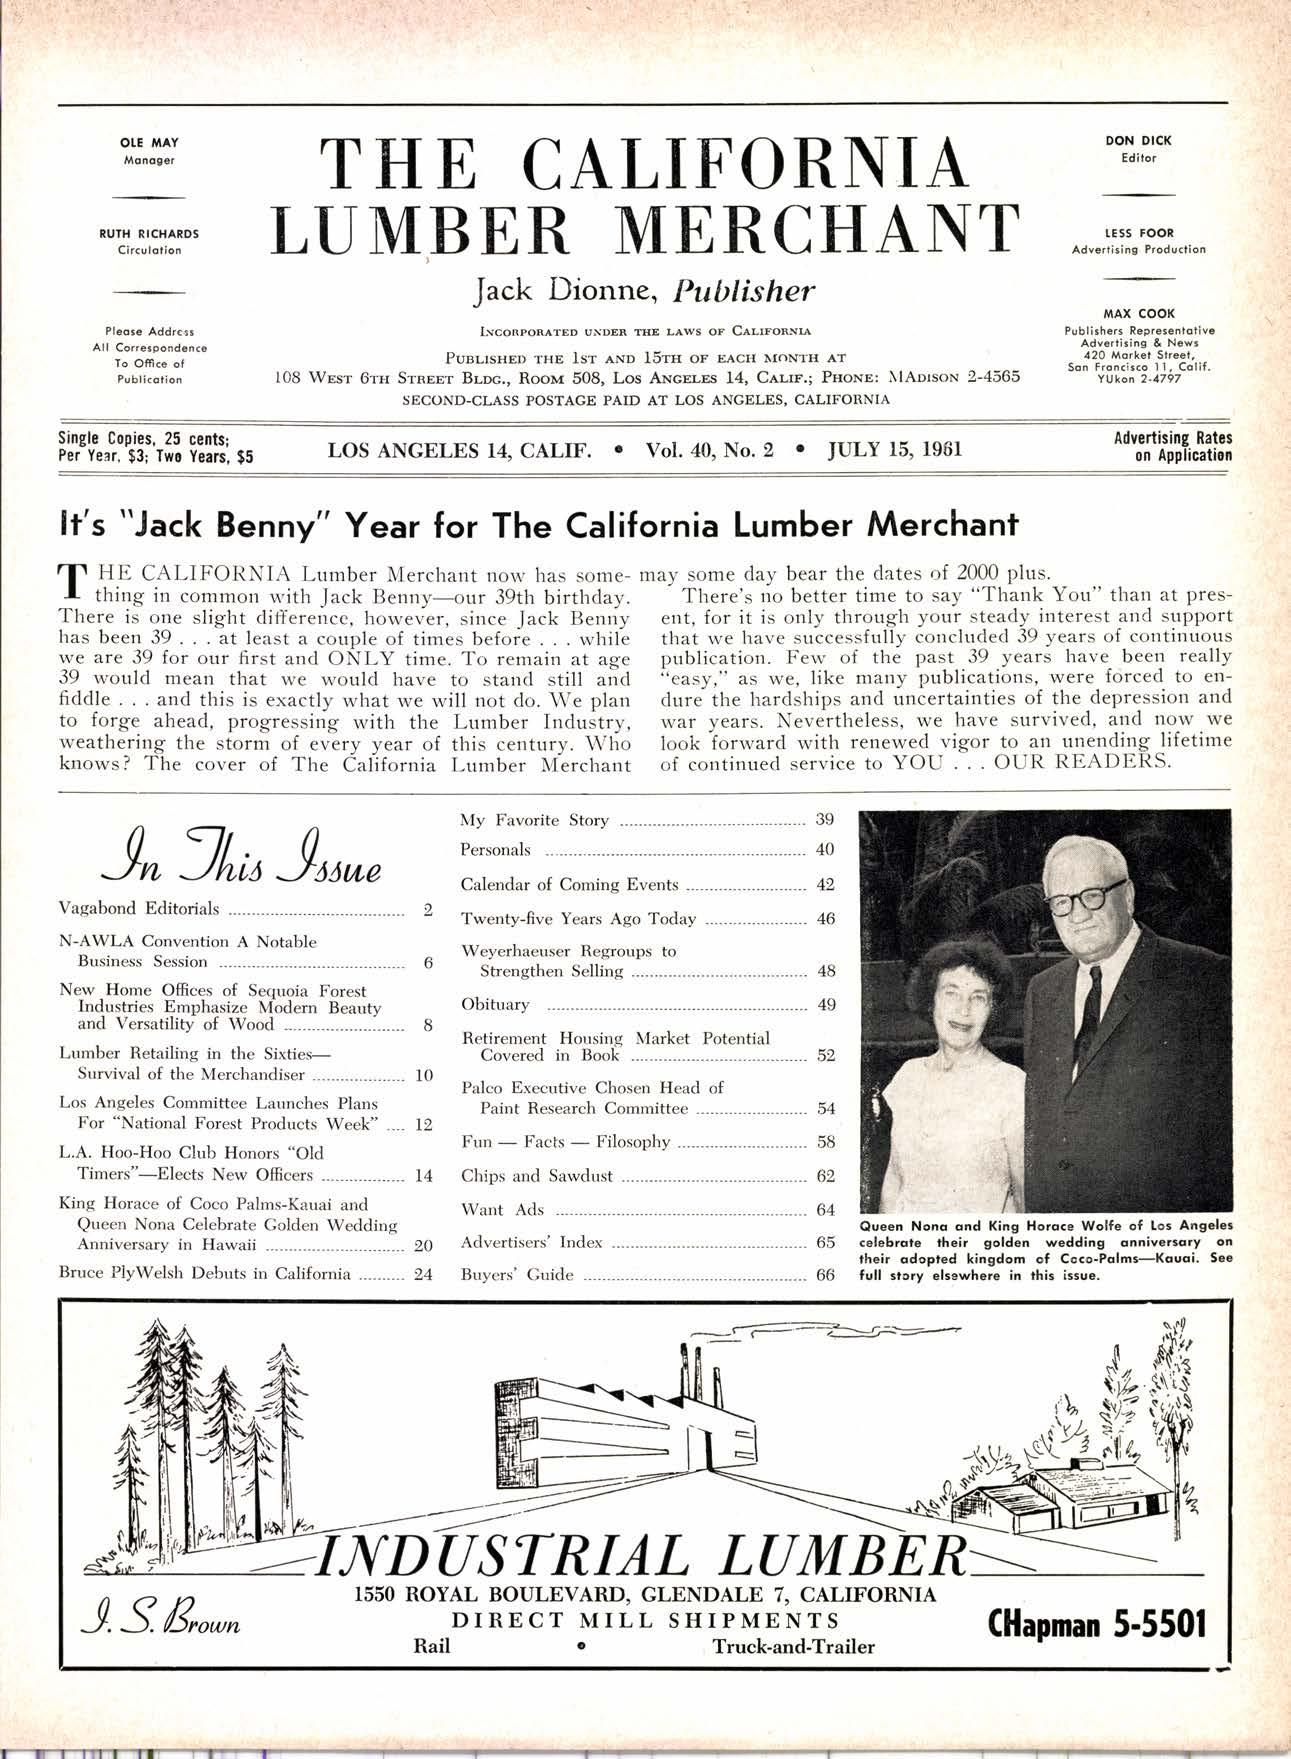 OLE MAY
Manager
RUTH RICHARDS
Circulation
Please Address
All Correspondence
To Office of
Publication
THE CALIFORNIA
LUMBER MERCHANT
Jack Dionne, Publisher
INCORPORATED UNDER THE LAWS OF CALIFORNIA
PUBLISHED THE 1ST AND 15TH OF EACH MONTH AT
108 WEST 6TH STREET BLDG., ROOM 508, LOS ANGELES 14, CALIF.; PHONE: MADISON 2-4565
SECOND-CLASS POSTAGE PAID AT LOS ANGELES, CALIFORNIA
DON DICK
Editor
LESS FOOR
Advertising Production
MAX COOK
Publishers Representative
Advertising & News
420 Market Street,
San Francisco 11, Calif.
YUkon 2-4797
Single Copies, 25 cents;
Per Year, $3; Two Years, $5
LOS ANGELES 14, CALIF. • Vol. 40, No. 2 • JULY 15, 1961
Advertising Rates
on Application
It's "Jack Benny" Year for The California Lumber Merchant
THE CALIFORNIA Lumber Merchant now has some-
thing in common with Jack Benny—our 39th birthday.
There is one slight difference, however, since Jack Benny
has been 39 . . . at least a couple of times before . . . while
we are 39 for our first and ONLY time. To remain at age
39 would mean that we would have to stand still and
fiddle . . . and this is exactly what we will not do. We plan
to forge ahead, progressing with the Lumber Industry,
weathering the storm of every year of this century. Who
knows? The cover of The California Lumber Merchant
may some day bear the dates of 2000 plus.
There's no better time to say "Thank You" than at pres-
ent, for it is only through your steady interest and support
that we have successfully concluded 39 years of continuous
publication. Few of the past 39 years have been really
"easy," as we, like many publications, were forced to en-
dure the hardships and uncertainties of the depression and
war years. Nevertheless, we have survived, and now we
look forward with renewed vigor to an unending lifetime
of continued service to YOU . . . OUR READERS.
In This Issue
Vagabond Editorials 2
N-AWLA Convention A Notable
Business Session 6
New Home Offices of Sequoia Forest
Industries Emphasize Modern Beauty
and Versatility of Wood 8
Lumber Retailing in the Sixties—
Survival of the Merchandiser 10
Los Angeles Committee Launches Plans
For "National Forest Products Week" 12
L.A. Hoo-Hoo Club Honors "Old
Timers"—Elects New Officers 14
King Horace of Coco Palms-Kauai and
Queen Nona Celebrate Golden Wedding
Anniversary in Hawaii 20
Bruce PlyWelsh Debuts in California 24
My Favorite Story 39
Personals 40
Calendar of Coming Events 42
Twenty-five Years Ago Today 46
Weyerhaeuser Regroups to
Strengthen Selling 48
Obituary 49
Retirement Housing Market Potential
Covered in Book 52
Palco Executive Chosen Head of
Paint Research Committee 54
Fun — Facts — Filosophy 58
Chips and Sawdust 62
Want Ads 64
Advertisers' Index 65
Buyers' Guide 66
Queen Nona and King Horace Wolfe of Los Angeles
celebrate their golden wedding anniversary on
their adopted kingdom of Coco-Palms—Kauai. See
full story elsewhere in this issue.
INDUSTRIAL LUMBER
1550 ROYAL BOULEVARD, GLENDALE 7, CALIFORNIA
DIRECT MILL SHIPMENTS
Rail • Truck-and-Trailer
J. S. Brown
CHapman 5-5501